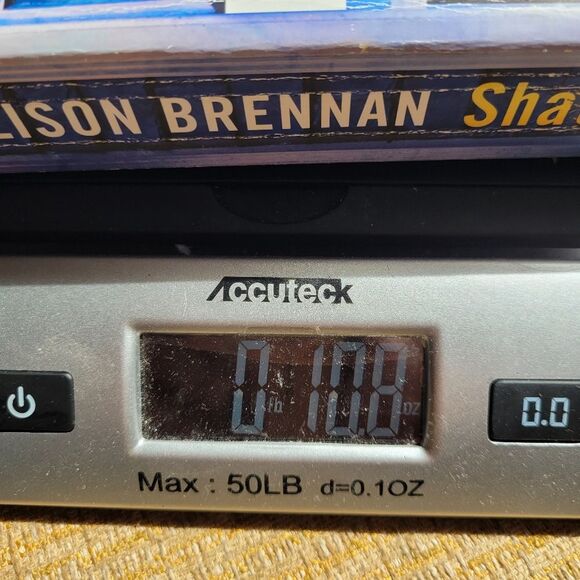 LISON BRENNAN Sha
Accuteck
0 lb 10.8 oz
0.0
Max : 50LB d=0.1OZ